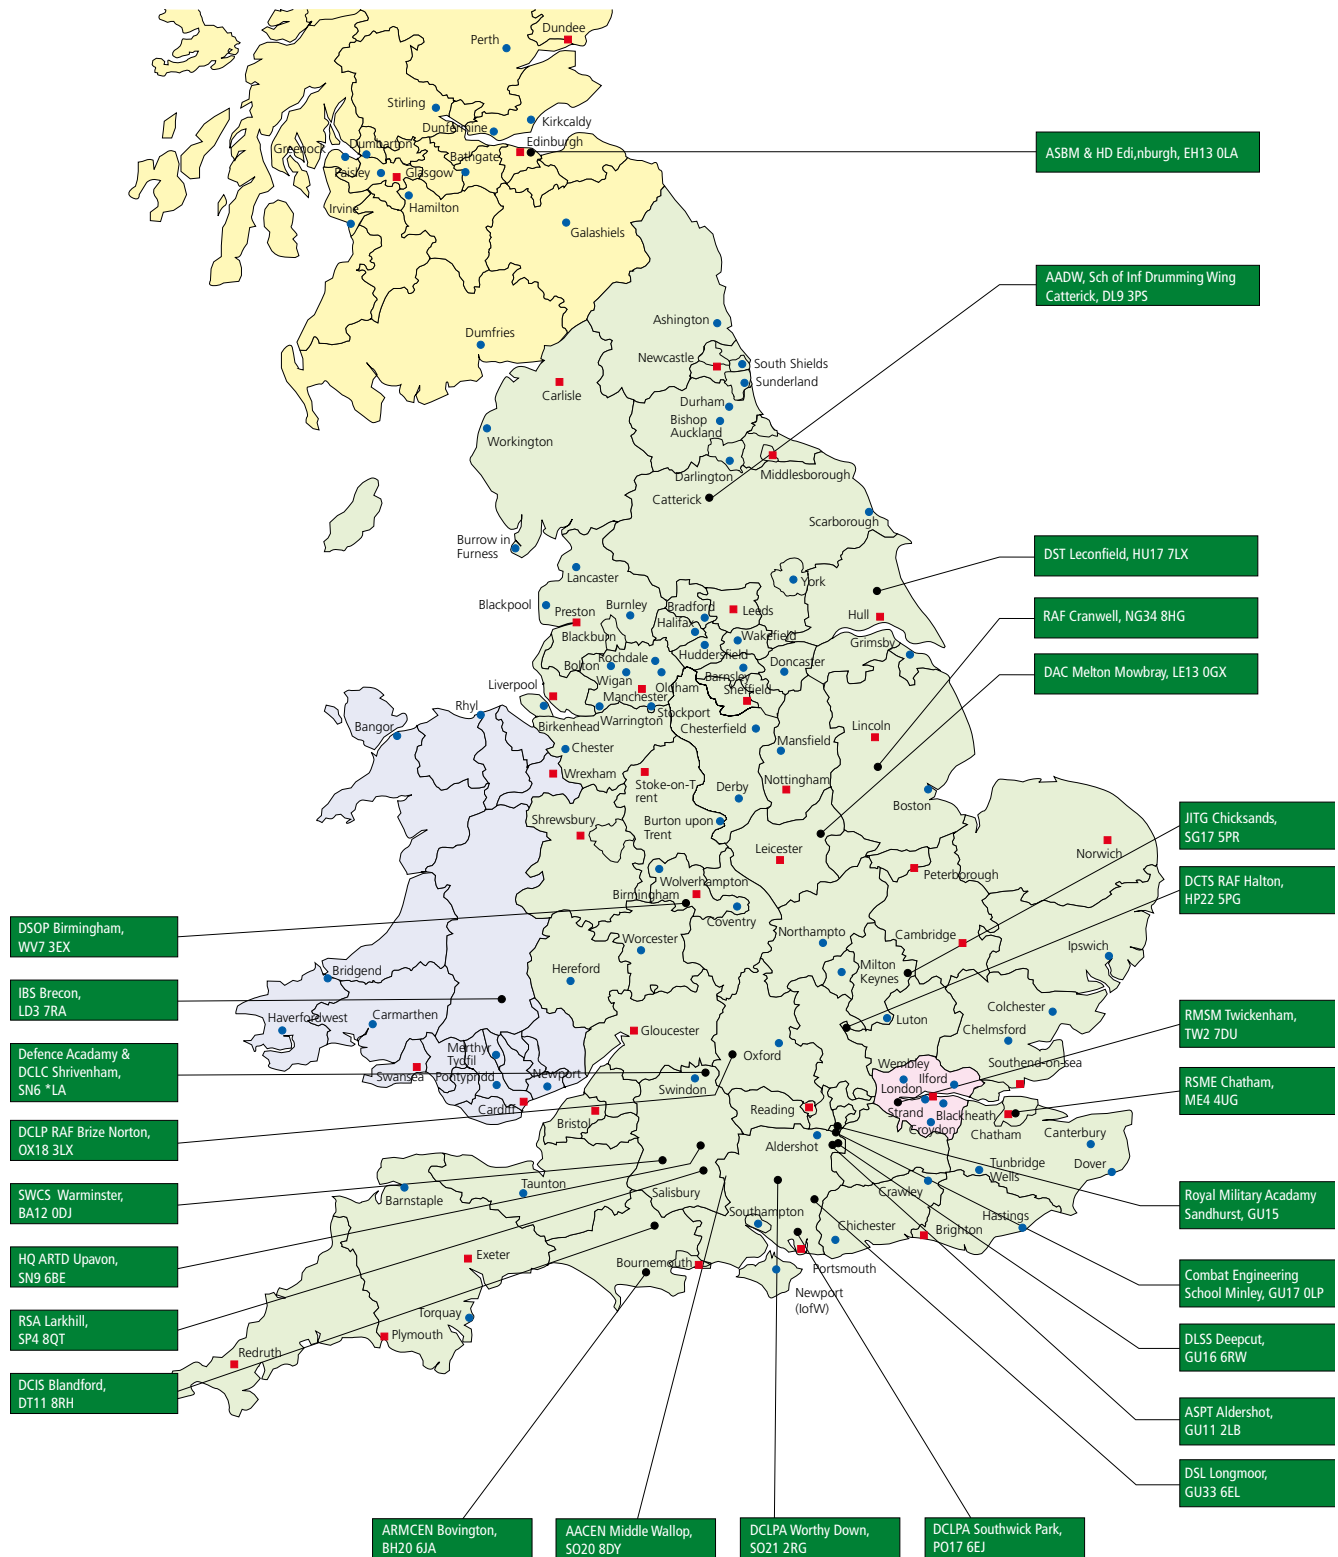 Dundee
Perth
Stirling
Dunfermine
Kirkcaldy
Edinburgh
Greenock
Dumbarton
Bathgate
Paisley
Glasgow
Hamilton
Irvine
Galashiels
ASBM & HD Edi,nburgh, EH13 0LA
AADW, Sch of Inf Drumming Wing
Catterick, DL9 3PS
Ashington
Dumfries
Newcastle
South Shields
Sunderland
Carlisle
Durham
Bishop
Auckland
Workington
Darlington
Middlesborough
Catterick
Scarborough
Burrow in
Furness
DST Leconfield, HU17 7LX
Lancaster
York
Blackpool
Preston
Burnley
Bradford
Leeds
Hull
RAF Cranwell, NG34 8HG
Blackburn
Halifax
Wakefield
Huddersfield
Grimsby
Rochdale
Bolton
Doncaster
DAC Melton Mowbray, LE13 0GX
Wigan
Barnsley
Liverpool
Oldham
Sheffield
Manchester
Rhyl
Stockport
Warrington
Birkenhead
Bangor
Chesterfield
Lincoln
Mansfield
Chester
Wrexham
Stoke-on-T
rent
Nottingham
Derby
Boston
Shrewsbury
Burton upon
Trent
JITG Chicksands,
SG17 5PR
Leicester
Norwich
Peterborough
Wolverhampton
Birmingham
DCTS RAF Halton,
HP22 5PG
Coventry
DSOP Birmingham,
WV7 3EX
Worcester
Northampto
Cambridge
Ipswich
Hereford
Milton
Keynes
Bridgend
IBS Brecon,
LD3 7RA
Colchester
Haverfordwest
Carmarthen
Gloucester
Luton
Chelmsford
RMSM Twickenham,
TW2 7DU
Defence Acadamy &
DCLC Shrivenham,
SN6 *LA
Merthyr
Tydfil
Oxford
Wembley
Southend-on-sea
Swansea
Pontypridd
Newport
Swindon
Ilford
London
RSME Chatham,
ME4 4UG
Cardiff
Bristol
Reading
Strand
Blackheath
Croydon
Chatham
DCLP RAF Brize Norton,
OX18 3LX
Aldershot
Canterbury
Tunbridge
Wells
Dover
SWCS  Warminster,
BA12 0DJ
Barnstaple
Taunton
Salisbury
Crawley
Royal Military Acadamy
Sandhurst, GU15
Southampton
Hastings
Chichester
Brighton
HQ ARTD Upavon,
SN9 6BE
Exeter
Bournemouth
Portsmouth
Combat Engineering
School Minley, GU17 0LP
Newport
(IofW)
RSA Larkhill,
SP4 8QT
Torquay
Plymouth
DLSS Deepcut,
GU16 6RW
Redruth
DCIS Blandford,
DT11 8RH
ASPT Aldershot,
GU11 2LB
DSL Longmoor,
GU33 6EL
ARMCEN Bovington,
BH20 6JA
AACEN Middle Wallop,
SO20 8DY
DCLPA Worthy Down,
SO21 2RG
DCLPA Southwick Park,
PO17 6EJ